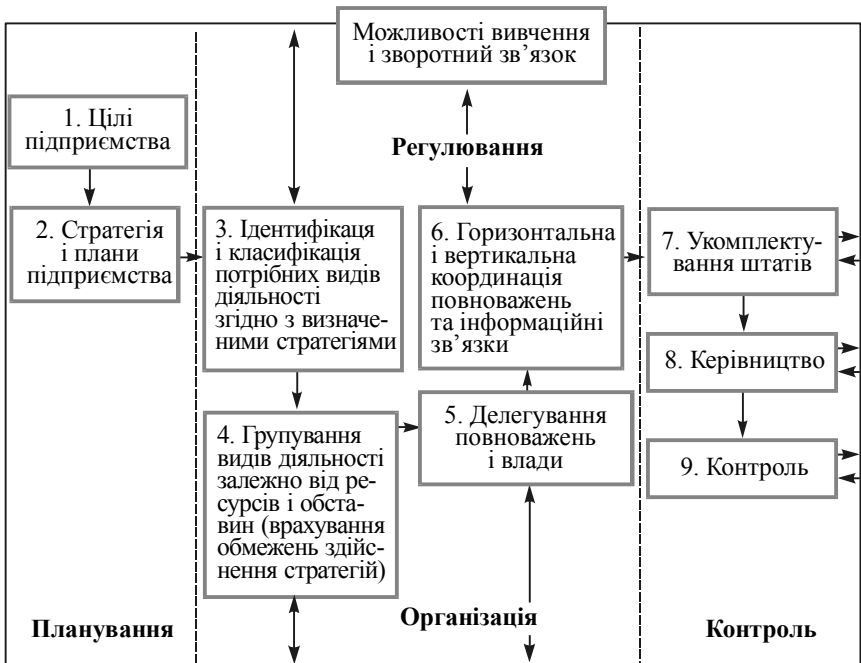 Можливості вивчення
і зворотний зв’язок
1. Цілі
підприємства
Регулювання
2. Стратегія
і плани
підприємства
3. Ідентифікаця
і класифікація
потрібних видів
діяльності
згідно з визначе-
ними стратегіями
6. Горизонтальна
і вертикальна
координація
повноважень
та інформаційні
зв’язки
7. Укомплекту-
вання штатів
8. Керівництво
4. Групування
видів діяльності
залежно від ре-
сурсів і обста-
вин (врахування
обмежень здійс-
нення стратегій)
5. Делегування
повноважень
і влади
9. Контроль
Планування
Організація
Контроль